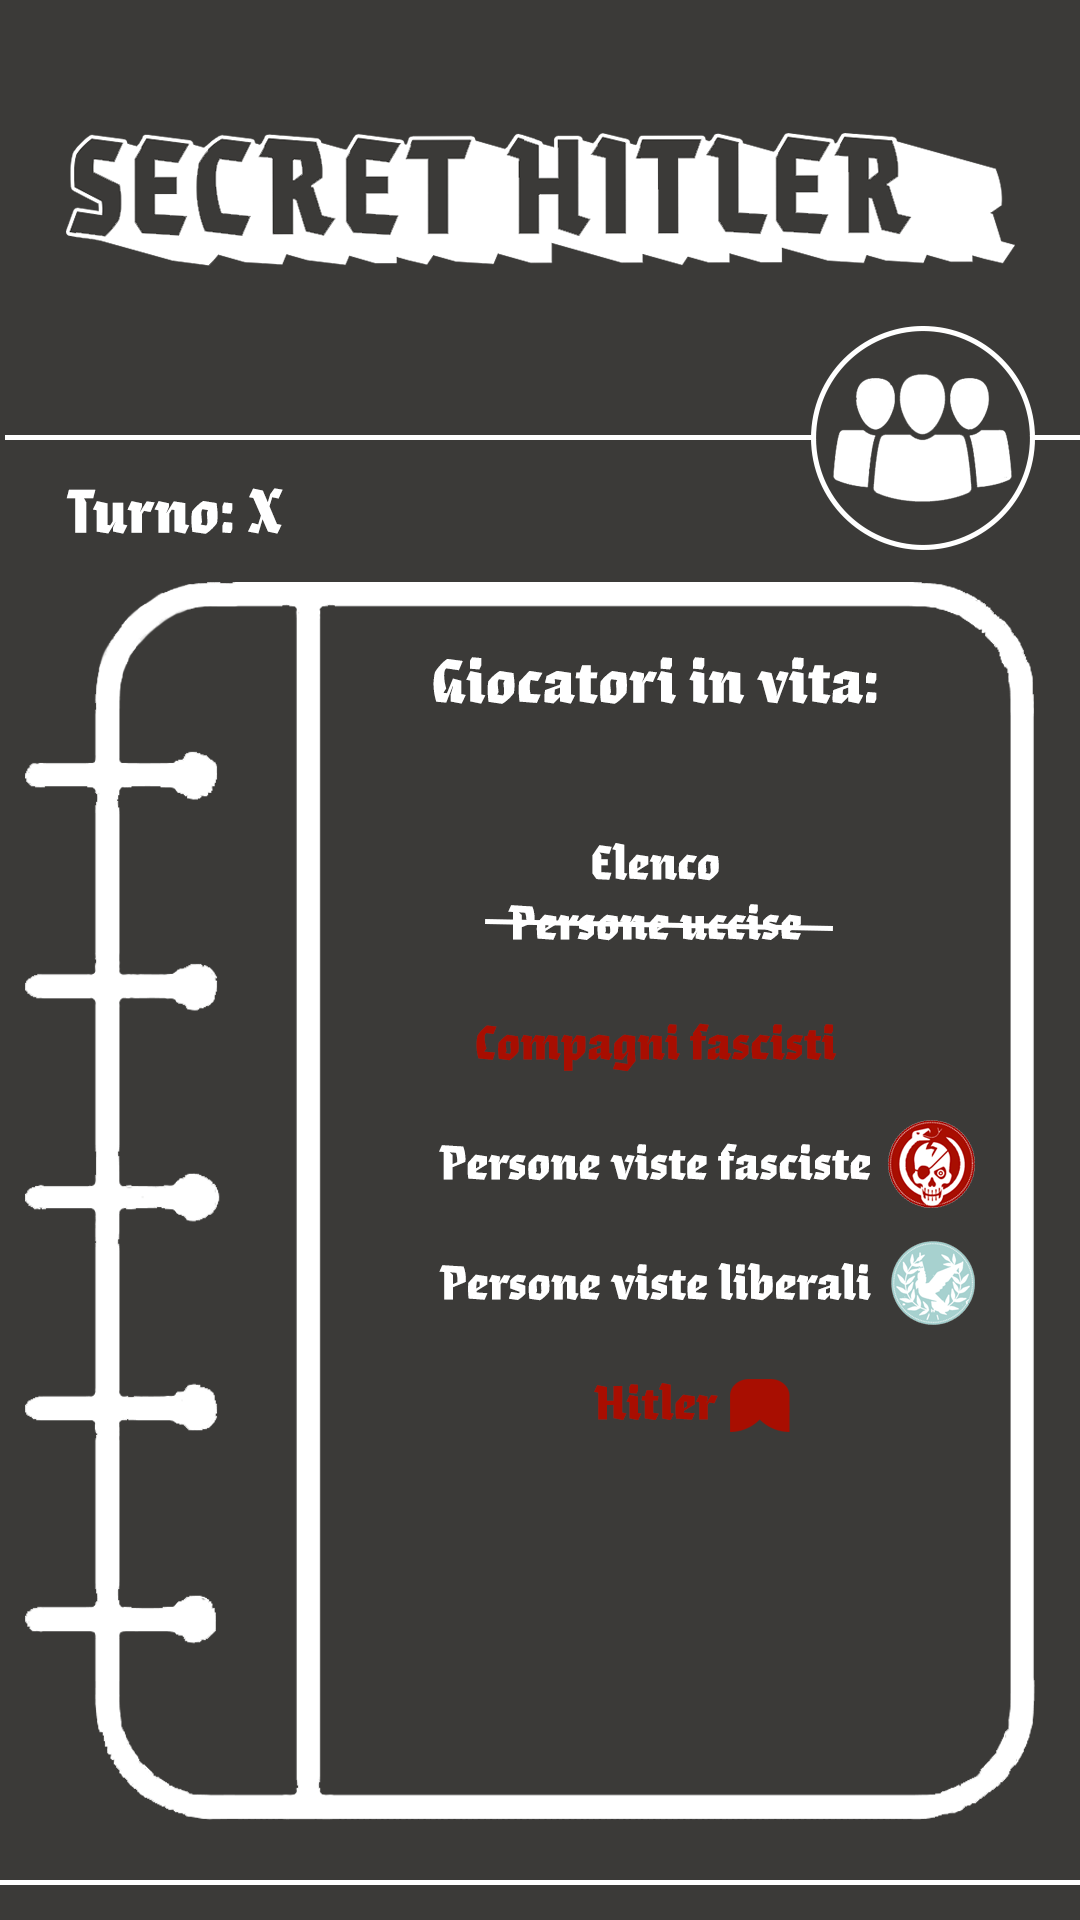 SECRET HITLER
Turno: X
Giocatori in vita:
Elenco
Persone uccise
Compagni fascisti
Persone viste fasciste
Persone viste liberali
Hitler